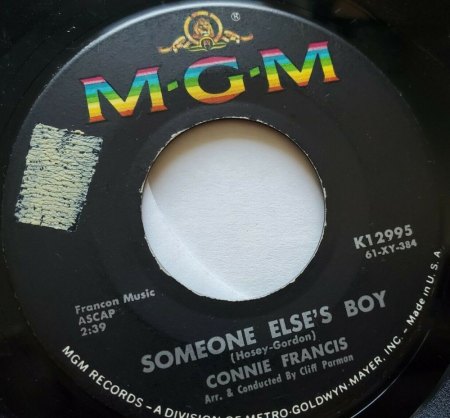 ®
M·G·M
K12995
61-XY-384
Francon Music
ASCAP
2:39
SOMEONE ELSE'S BOY
(Hosey-Gordon)
CONNIE FRANCIS
Arr. & Conducted By Cliff Parman
MGM RECORDS - A DIVISION OF METRO-GOLDWYN-MAYER, INC. - Made in U.S.A.